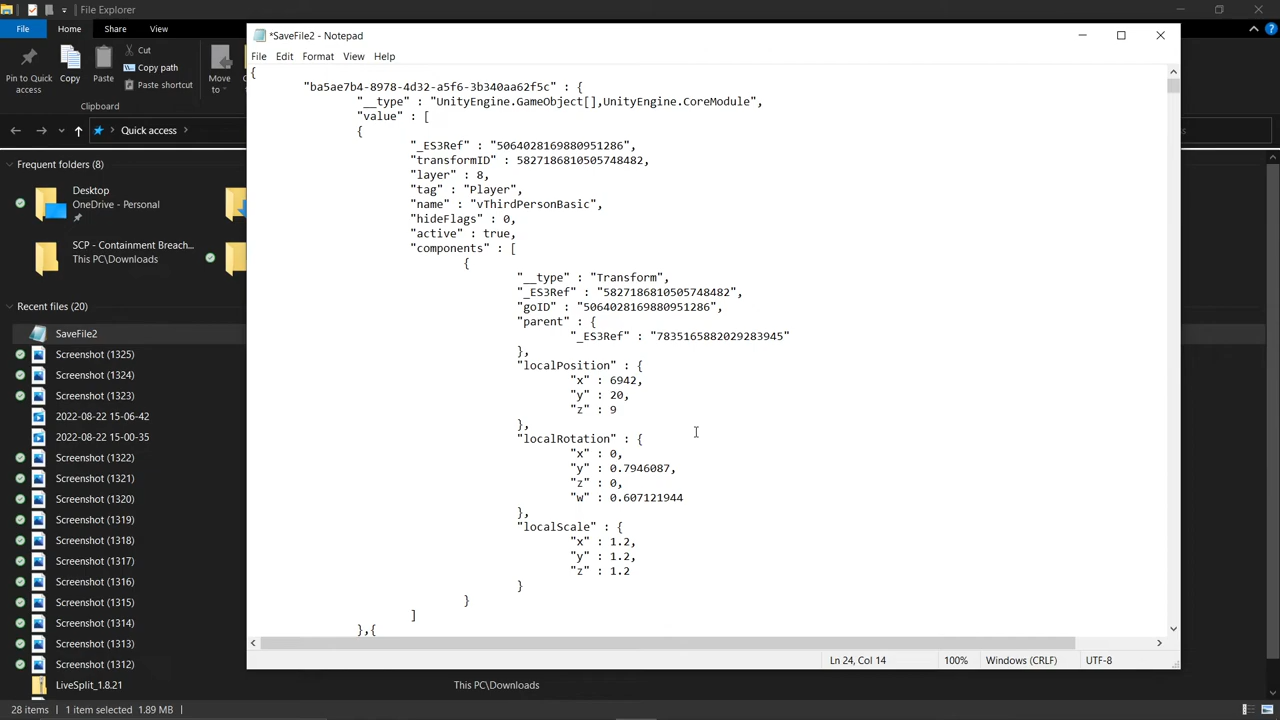 File Explorer
File
Home
Share
View
Pin to Quick access
Copy
Paste
Cut
Copy path
Paste shortcut
Move to
Clipboard
Quick access
Frequent folders (8)
Desktop
OneDrive - Personal
SCP - Containment Breach...
This PC\Downloads
Recent files (20)
SaveFile2
Screenshot (1325)
Screenshot (1324)
Screenshot (1323)
2022-08-22 15-06-42
2022-08-22 15-00-35
Screenshot (1322)
Screenshot (1321)
Screenshot (1320)
Screenshot (1319)
Screenshot (1318)
Screenshot (1317)
Screenshot (1316)
Screenshot (1315)
Screenshot (1314)
Screenshot (1313)
Screenshot (1312)
LiveSplit_1.8.21
This PC\Downloads
28 items
1 item selected 1.89 MB
*SaveFile2 - Notepad
File Edit Format View Help
{
"ba5ae7b4-8978-4d32-a5f6-3b340aa62f5c" : {
"__type" : "UnityEngine.GameObject[],UnityEngine.CoreModule",
"value" : [
{
"_ES3Ref" : "5064028169880951286",
"transformID" : 5827186810505748482,
"layer" : 8,
"tag" : "Player",
"name" : "vThirdPersonBasic",
"hideFlags" : 0,
"active" : true,
"components" : [
{
"__type" : "Transform",
"_ES3Ref" : "5827186810505748482",
"goID" : "5064028169880951286",
"parent" : {
"_ES3Ref" : "7835165882029283945"
},
"localPosition" : {
"x" : 6942,
"y" : 20,
"z" : 9
},
"localRotation" : {
"x" : 0,
"y" : 0.7946087,
"z" : 0,
"w" : 0.607121944
},
"localScale" : {
"x" : 1.2,
"y" : 1.2,
"z" : 1.2
}
}
]
},{
Ln 24, Col 14
100%
Windows (CRLF)
UTF-8